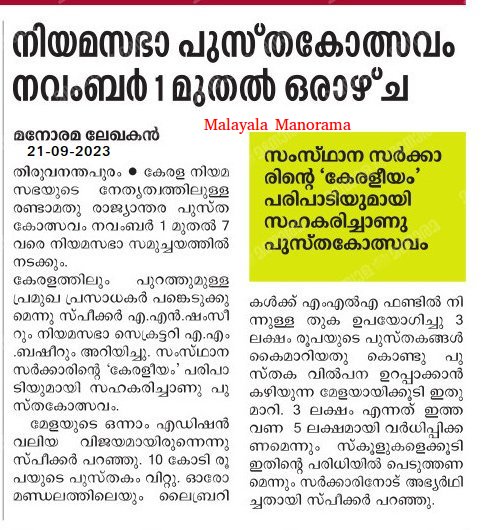 നിയമസഭാ പുസ്തകോത്സവം
നവംബർ 1 മുതൽ ഒരാഴ്ച
Malayala Manorama
മനോരമ ലേഖകൻ
21-09-2023
തിരുവനന്തപുരം ● കേരള നിയമ
സഭയുടെ നേതൃത്വത്തിലുള്ള
രണ്ടാമതു രാജ്യാന്തര പുസ്ത
കോത്സവം നവംബർ 1 മുതൽ 7
വരെ നിയമസഭാ സമുച്ചയത്തിൽ
നടക്കും.
കേരളത്തിലും പുറത്തുമുള്ള
പ്രമുഖ പ്രസാധകർ പങ്കെടുക്കു
മെന്നു സ്പീക്കർ എ.എൻ.ഷംസീ
റും നിയമസഭാ സെക്രട്ടറി എ.എം
.ബഷീറും അറിയിച്ചു. സംസ്ഥാന
സർക്കാരിന്റെ ‘കേരളീയം’ പരിപാ
ടിയുമായി സഹകരിച്ചാണു പു
സ്തകോത്സവം.
മേളയുടെ ഒന്നാം എഡിഷൻ
വലിയ വിജയമായിരുന്നെന്നു
സ്പീക്കർ പറഞ്ഞു. 10 കോടി രൂ
പയുടെ പുസ്തകം വിറ്റു. ഓരോ
മണ്ഡലത്തിലെയും ലൈബ്രറി
സംസ്ഥാന സർക്കാ
രിന്റെ ‘കേരളീയം’
പരിപാടിയുമായി
സഹകരിച്ചാണു
പുസ്തകോത്സവം
കൾക്ക് എംഎൽഎ ഫണ്ടിൽ നി
ന്നുള്ള തുക ഉപയോഗിച്ചു 3
ലക്ഷം രൂപയുടെ പുസ്തകങ്ങൾ
കൈമാറിയതു കൊണ്ടു പു
സ്തക വിൽപന ഉറപ്പാക്കാൻ
കഴിയുന്ന മേളയായിക്കൂടി ഇതു
മാറി. 3 ലക്ഷം എന്നത് ഇത്ത
വണ 5 ലക്ഷമായി വർധിപ്പിക്ക
ണമെന്നും സ്കൂളുകളെക്കൂടി
ഇതിന്റെ പരിധിയിൽ പെടുത്തണ
മെന്നും സർക്കാരിനോട് അഭ്യർഥി
ച്ചതായി സ്പീക്കർ പറഞ്ഞു.